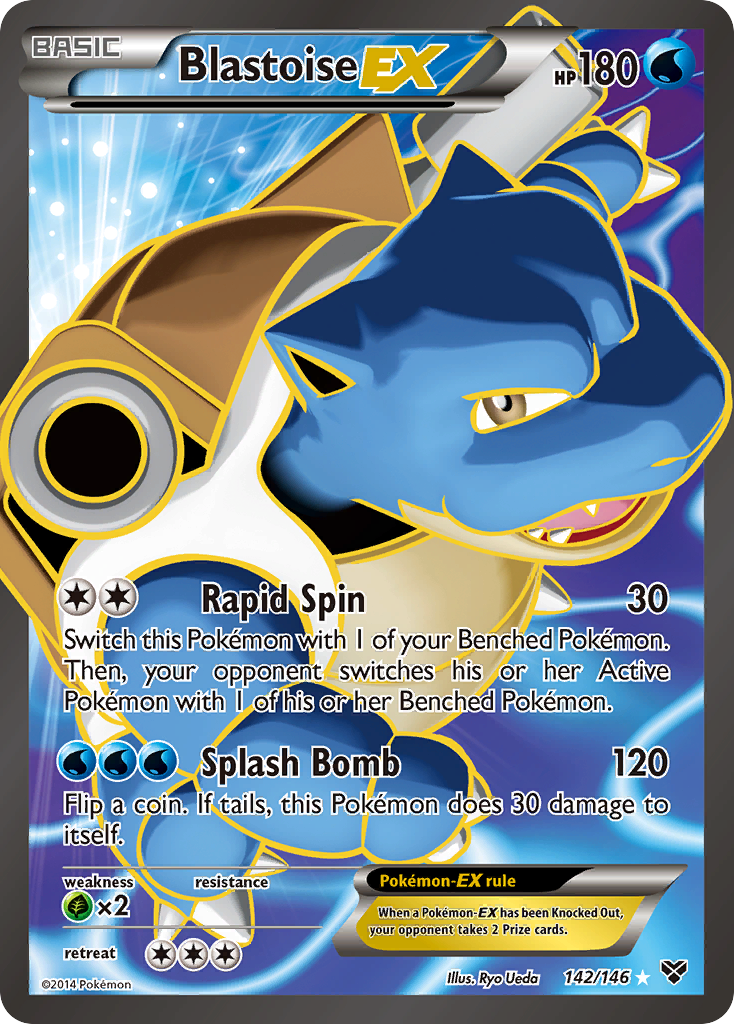 BASIC
Blastoise EX
HP 180
Rapid Spin 30
Switch this Pokémon with 1 of your Benched Pokémon.
Then, your opponent switches his or her Active
Pokémon with 1 of his or her Benched Pokémon.
Splash Bomb 120
Flip a coin. If tails, this Pokémon does 30 damage to
itself.
weakness resistance
×2
Pokémon-EX rule
When a Pokémon-EX has been Knocked Out,
your opponent takes 2 Prize cards.
retreat
©2014 Pokémon
Illus. Ryo Ueda 142/146